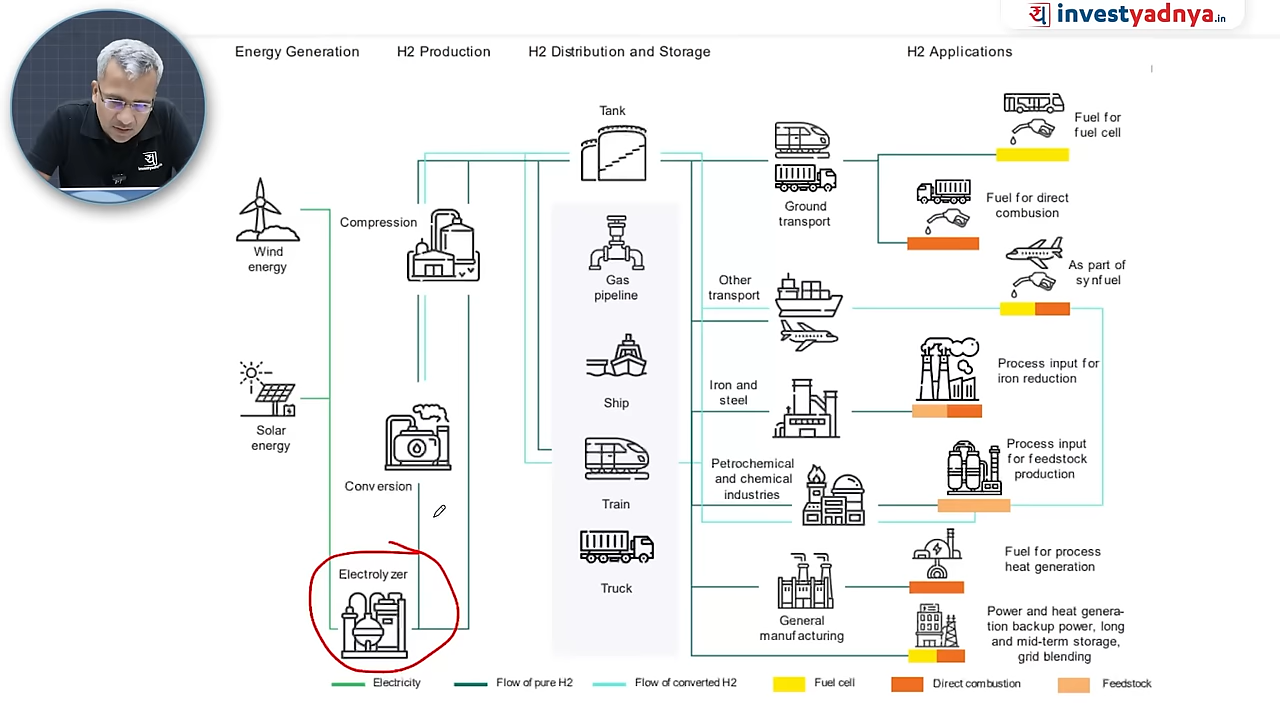 investyadnya.in
Energy Generation
H2 Production
H2 Distribution and Storage
H2 Applications
Tank
Fuel for
fuel cell
Compression
Wind
energy
Ground
transport
Fuel for direct
combusion
Gas
pipeline
Other
transport
As part of
synfuel
Solar
energy
Ship
Iron and
steel
Process input for
iron reduction
Conversion
Train
Petrochemical
and chemical
industries
Process input
for feedstock
production
Electrolyzer
Truck
General
manufacturing
Fuel for process
heat generation
Power and heat genera-
tion backup power, long
and mid-term storage,
grid blending
Electricity
Flow of pure H2
Flow of converted H2
Fuel cell
Direct combustion
Feedstock